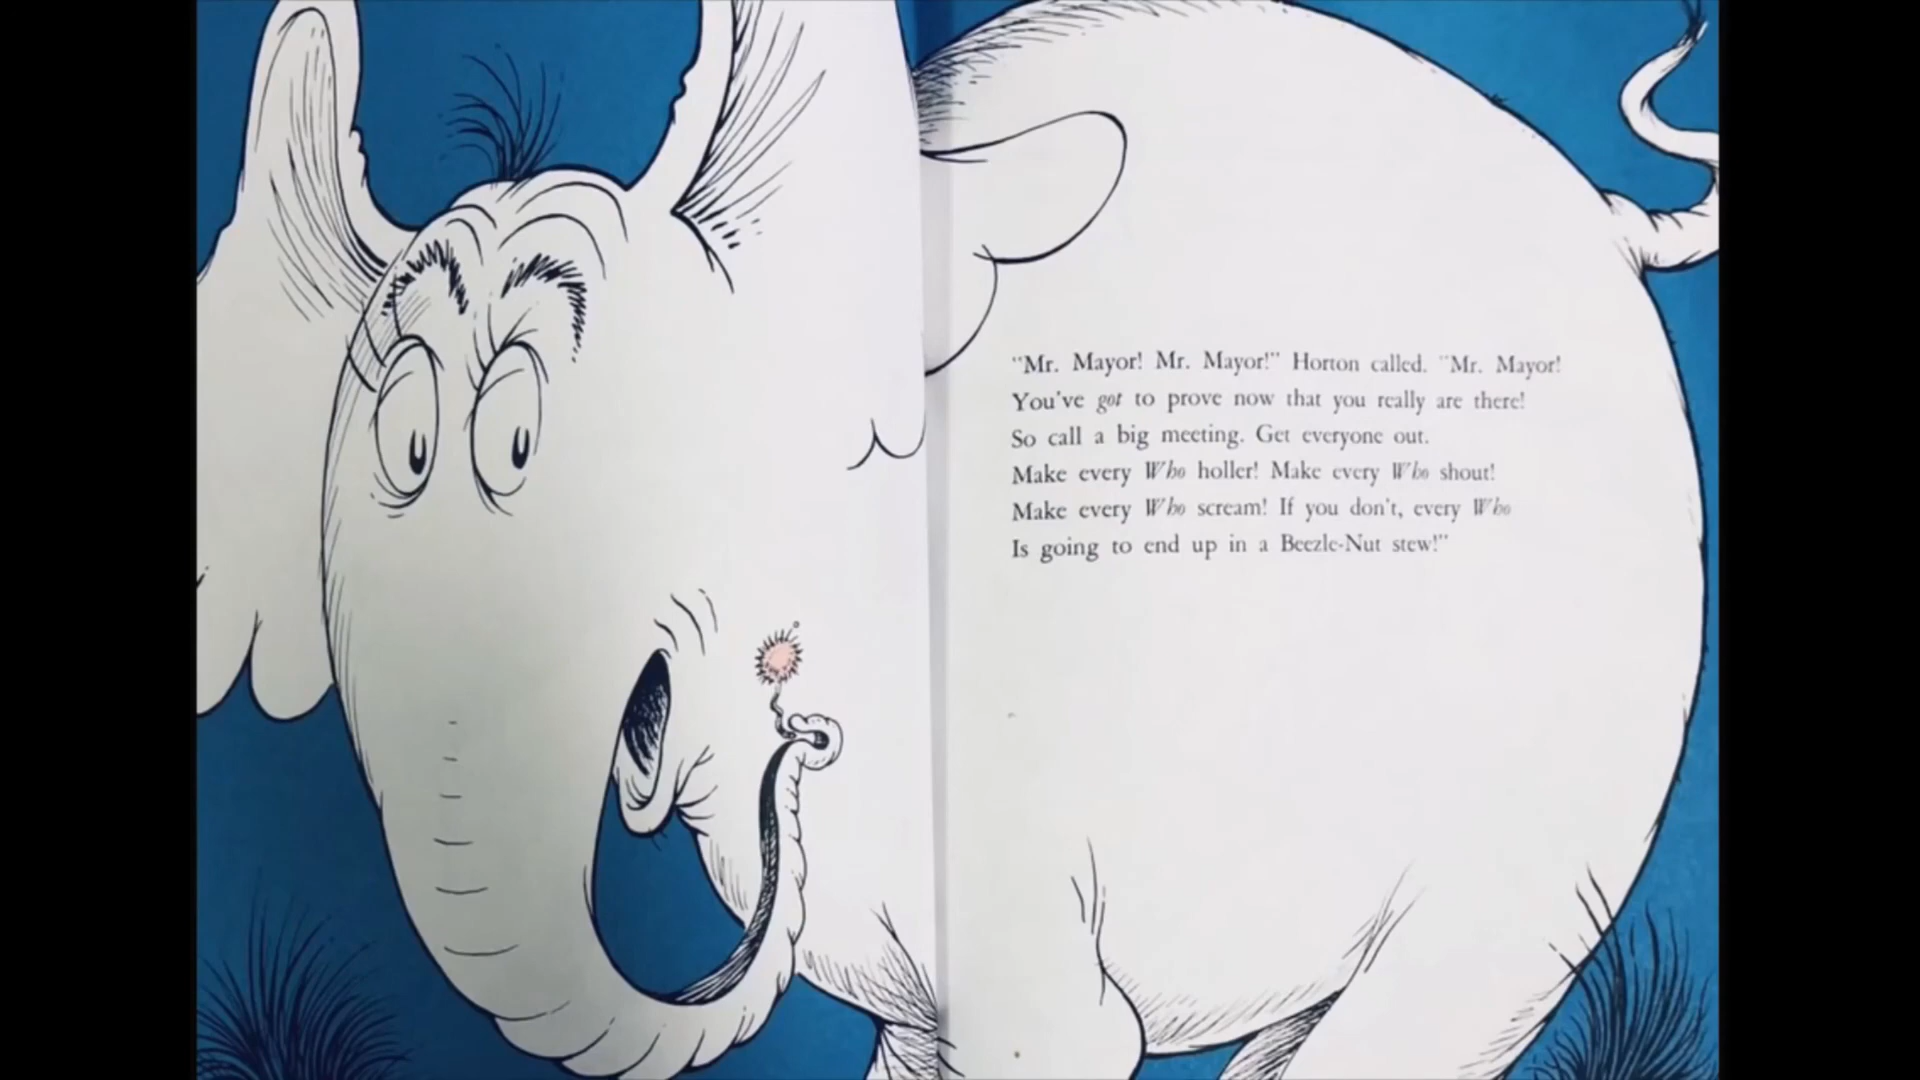 "Mr. Mayor! Mr. Mayor!" Horton called. "Mr. Mayor!
You've got to prove now that you really are there!
So call a big meeting. Get everyone out.
Make every Who holler! Make every Who shout!
Make every Who scream! If you don't, every Who
Is going to end up in a Beezle-Nut stew!"